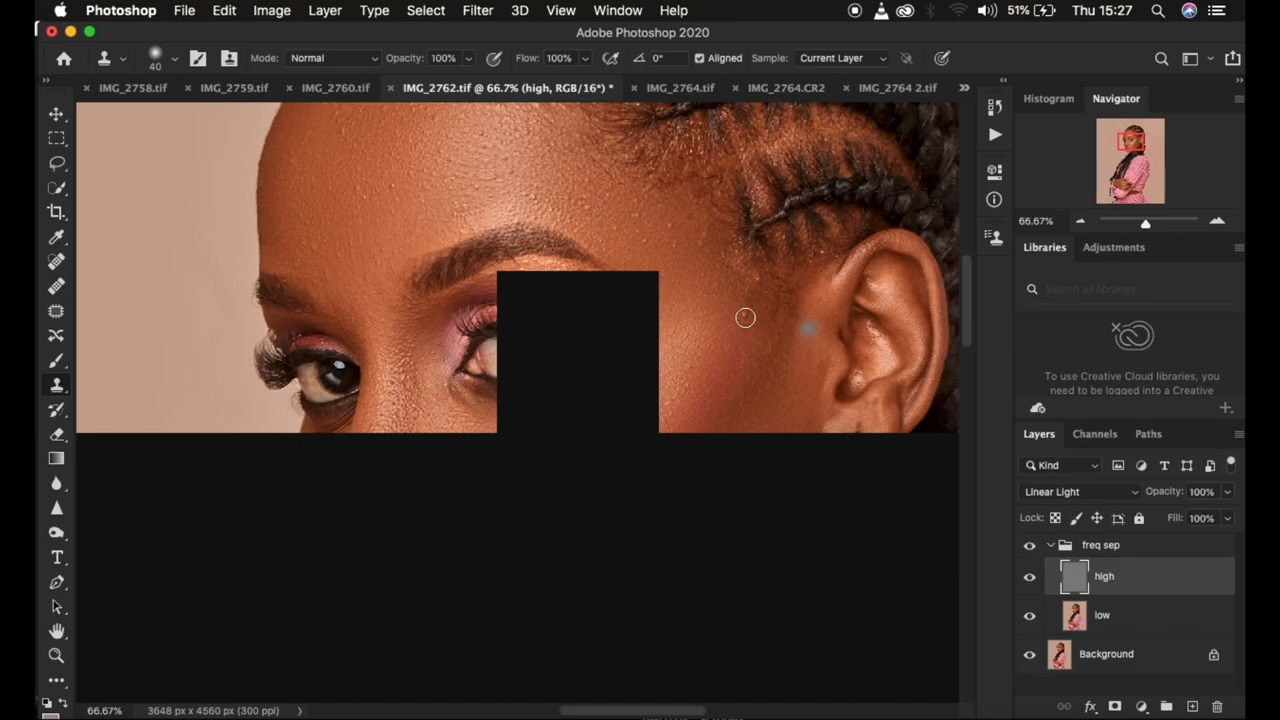 Photoshop File Edit Image Layer Type Select Filter 3D View Window Help 51% Thu 15:27
Adobe Photoshop 2020
40 Mode: Normal Opacity: 100% Flow: 100% 0° Aligned Sample: Current Layer
IMG_2758.tif IMG_2759.tif IMG_2760.tif IMG_2762.tif @ 66.7% (high, RGB/16*) * IMG_2764.tif IMG_2764.CR2 IMG_2764 2.tif
Histogram Navigator
66.67%
Libraries Adjustments
Search all libraries
To use Creative Cloud libraries, you
need to be logged into a Creative
Layers Channels Paths
Kind
Linear Light Opacity: 100%
Lock: Fill: 100%
freq sep
high
low
Background
66.67% 3648 px x 4560 px (300 ppi)